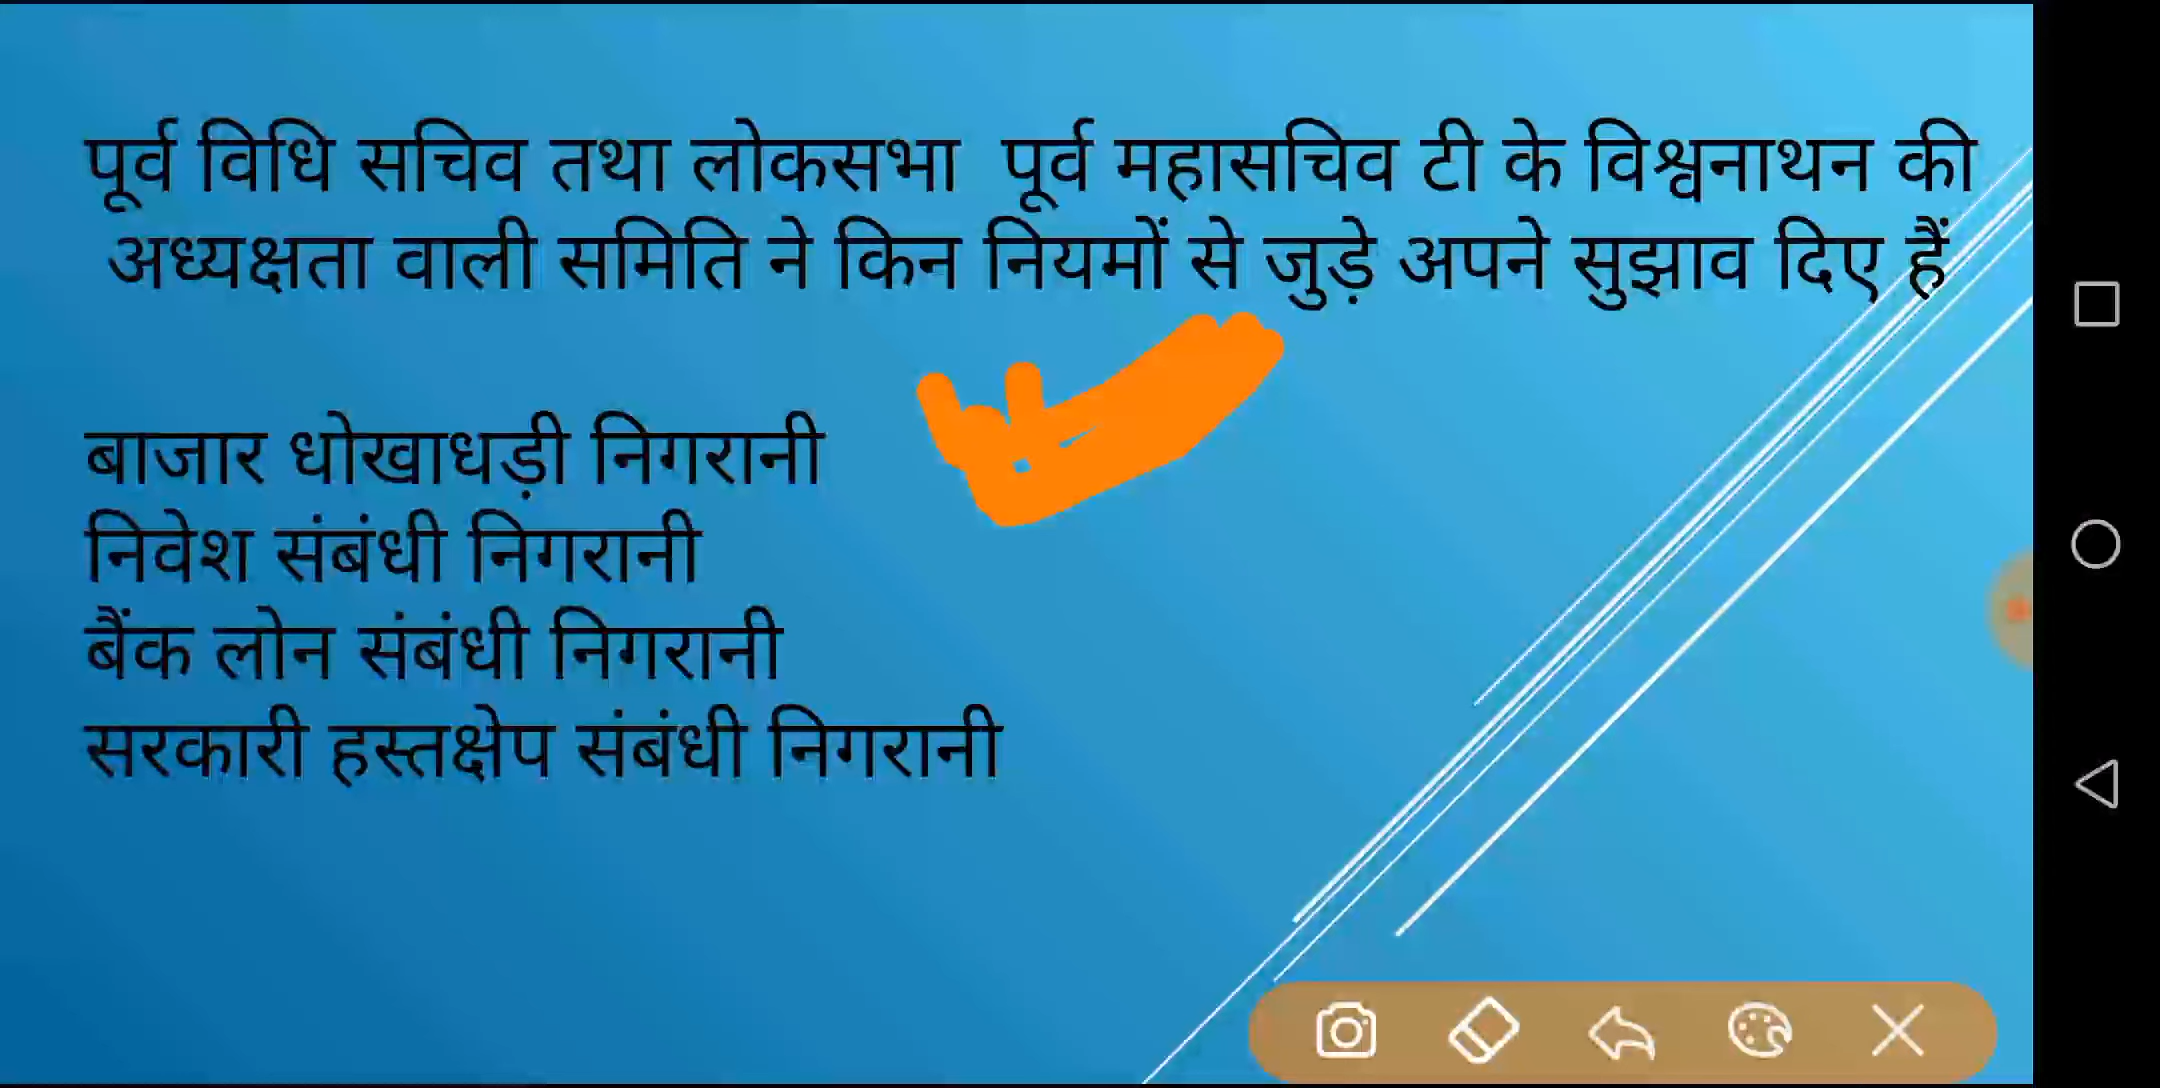 पूर्व विधि सचिव तथा लोकसभा पूर्व महासचिव टी के विश्वनाथन की
अध्यक्षता वाली समिति ने किन नियमों से जुड़े अपने सुझाव दिए हैं
बाजार धोखाधड़ी निगरानी
निवेश संबंधी निगरानी
बैंक लोन संबंधी निगरानी
सरकारी हस्तक्षेप संबंधी निगरानी